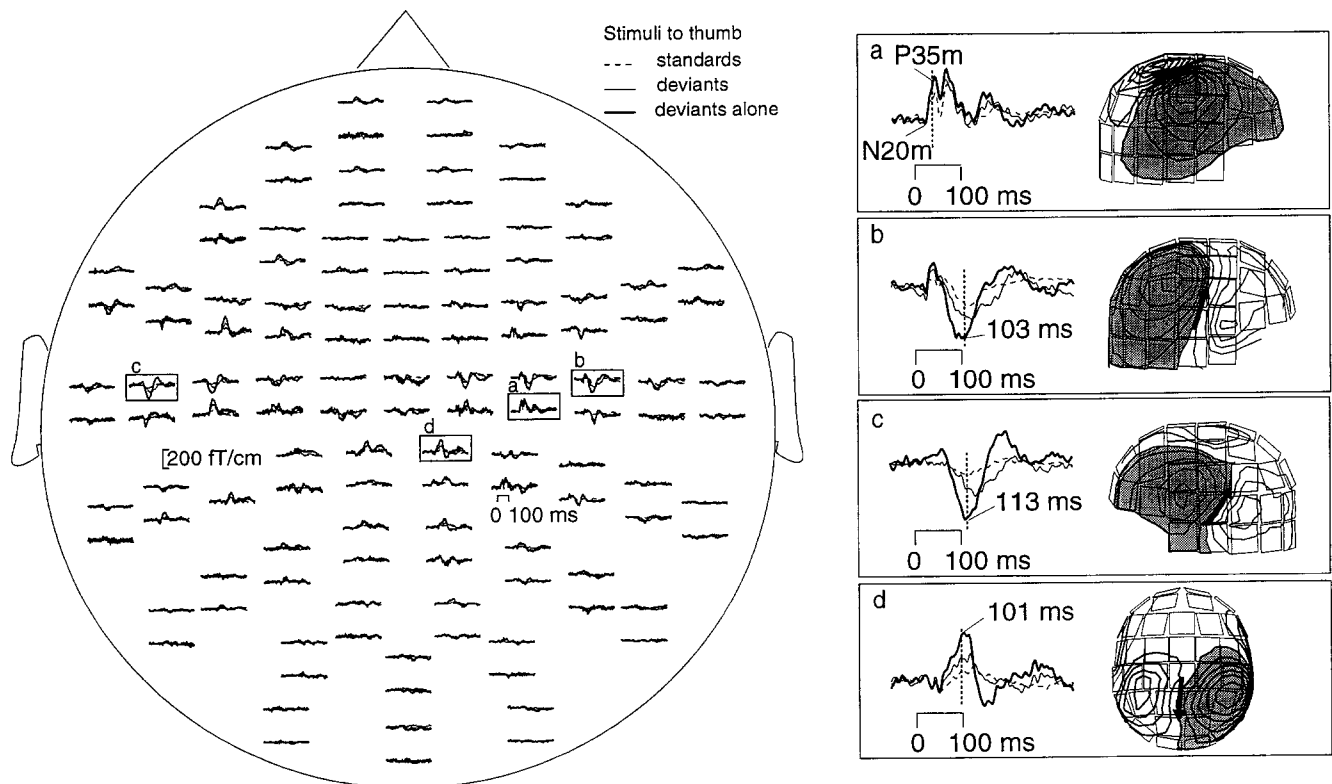 Stimuli to thumb
standards
deviants
deviants alone
c
b
a
d
200 fT/cm
0 100 ms
a
P35m
N20m
0 100 ms
b
103 ms
0 100 ms
c
113 ms
0 100 ms
d
101 ms
0 100 ms